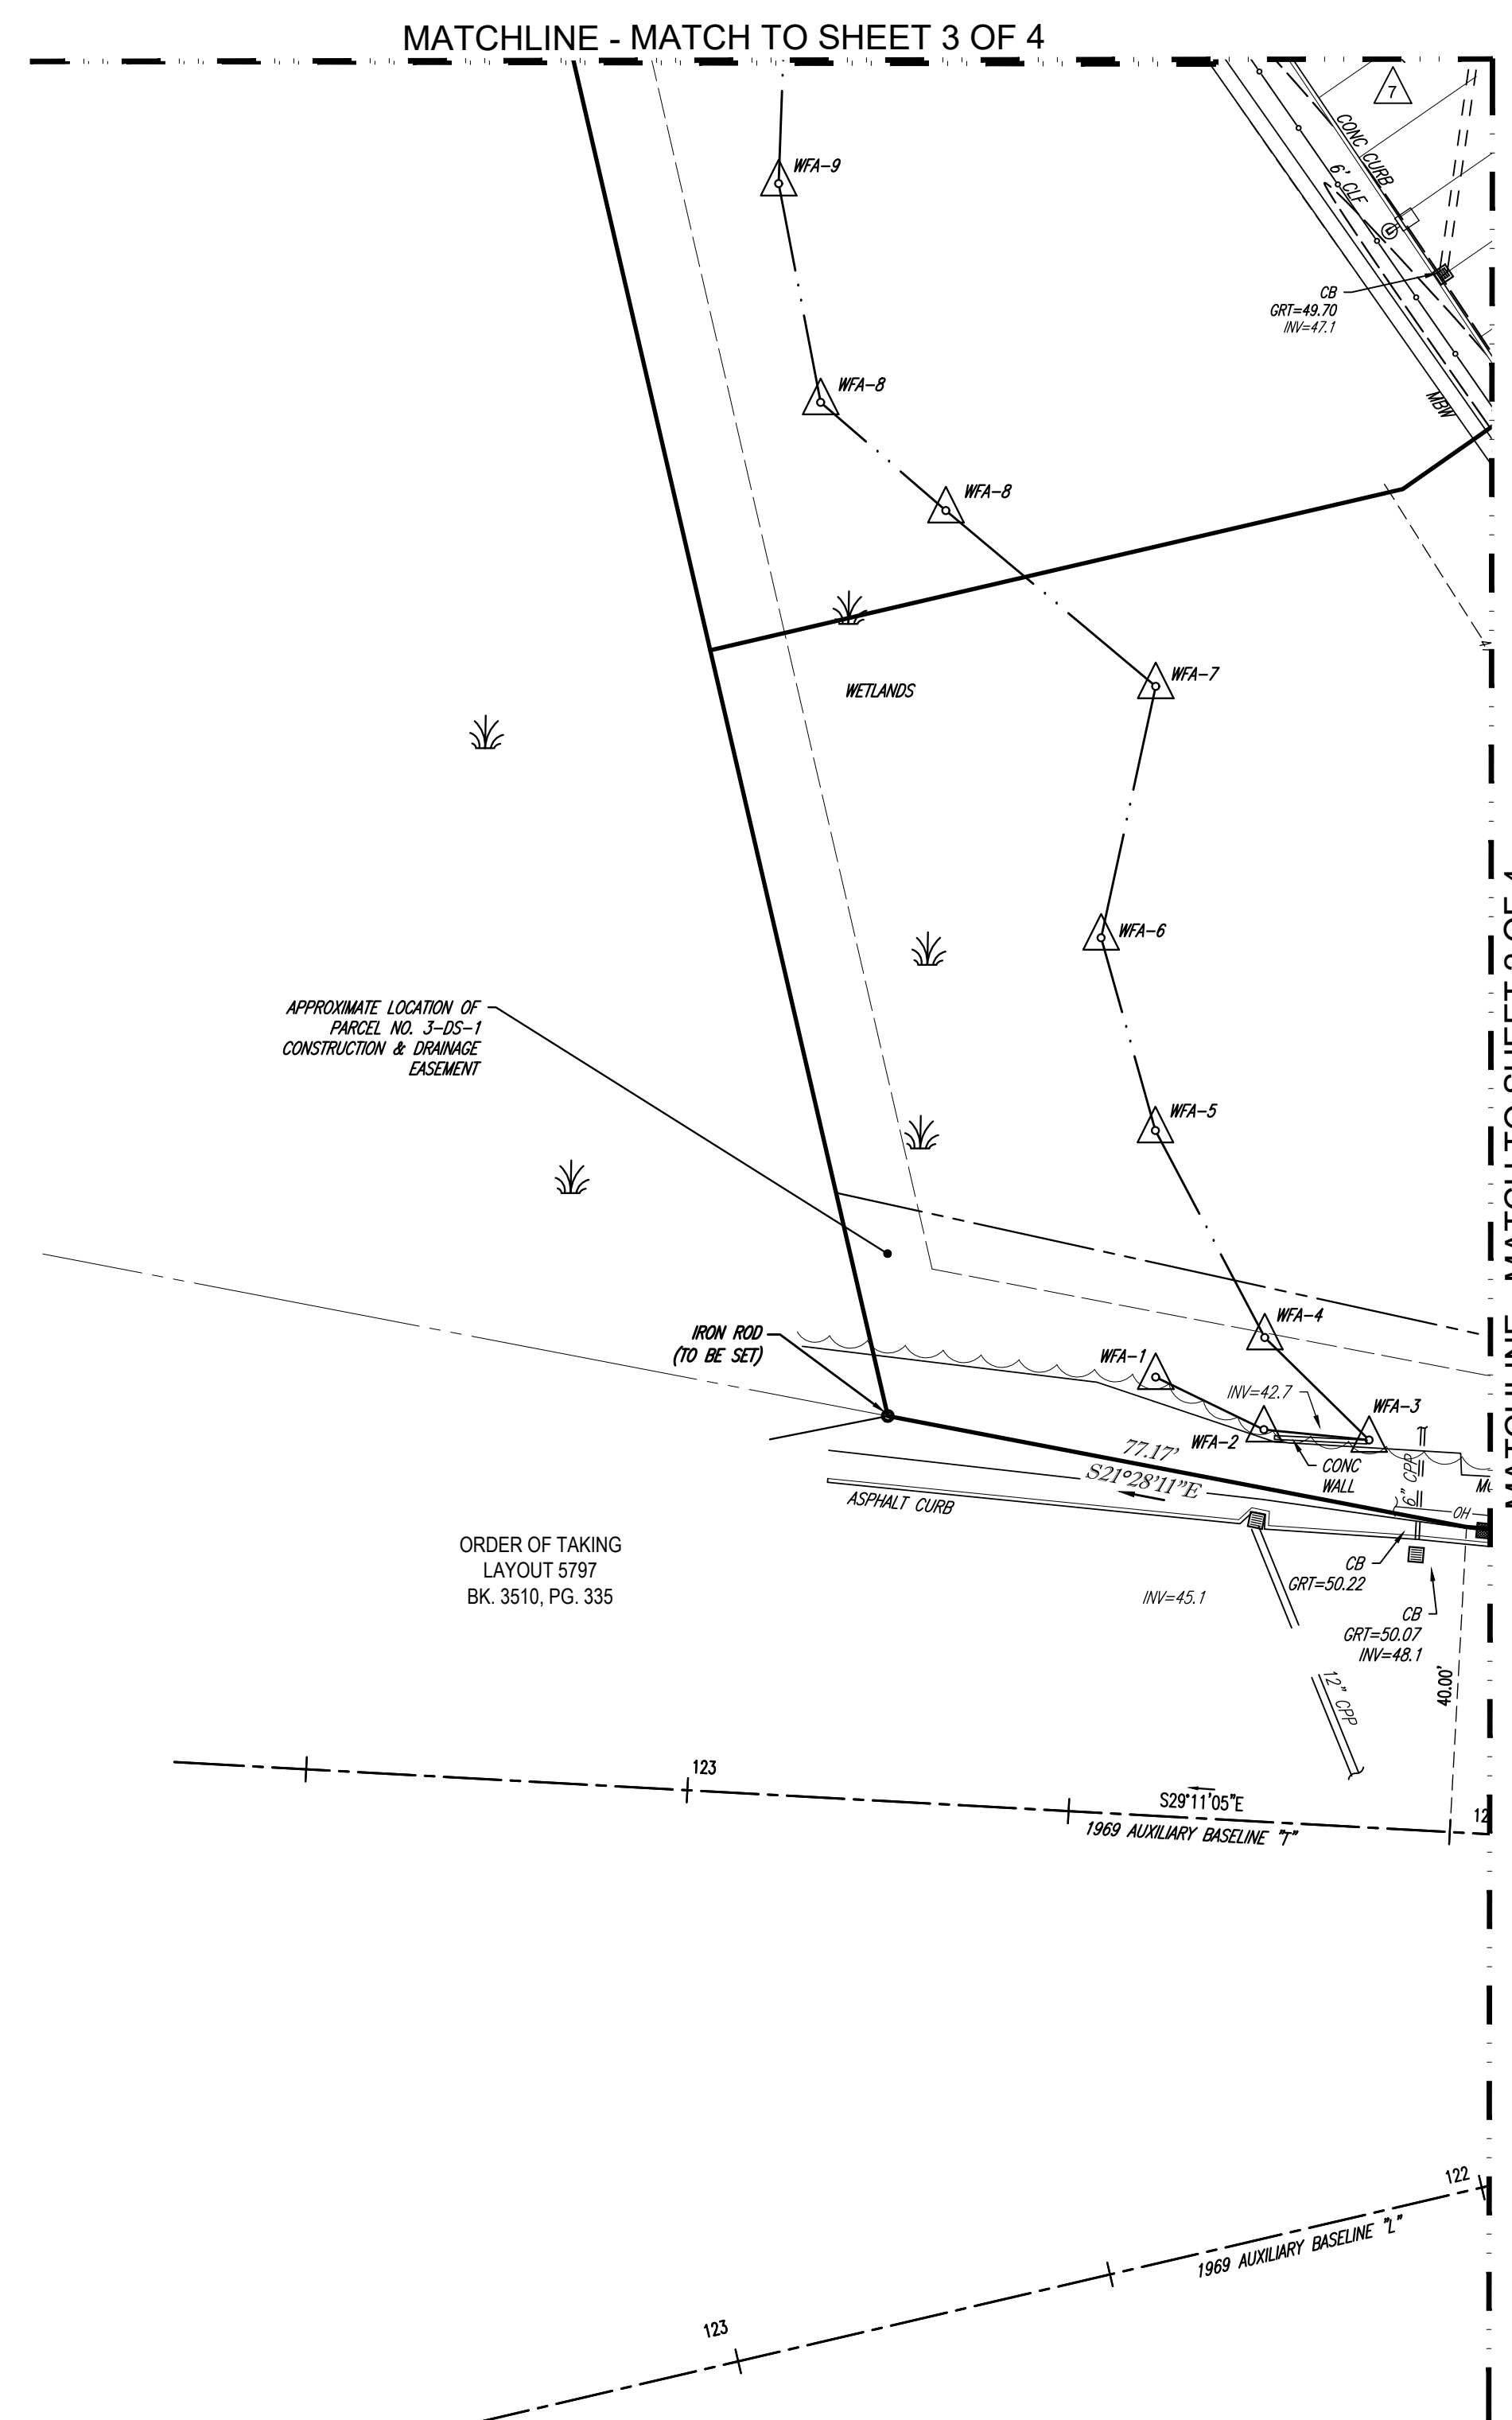 MATCHLINE - MATCH TO SHEET 3 OF 4
7
CONC CURB
6' CLF
WFA-9
CB
GRT=49.70
INV=47.1
WFA-8
MBW
WFA-8
WFA-7
WETLANDS
WFA-6
APPROXIMATE LOCATION OF
PARCEL NO. 3-DS-1
CONSTRUCTION & DRAINAGE
EASEMENT
WFA-5
WFA-4
IRON ROD
(TO BE SET)
WFA-1
INV=42.7
WFA-3
WFA-2
77.17'
S21°28'11"E
CONC
WALL
6" CPP
OH
ASPHALT CURB
ORDER OF TAKING
LAYOUT 5797
BK. 3510, PG. 335
CB
GRT=50.22
INV=45.1
CB
GRT=50.07
INV=48.1
40.00'
12" CPP
123
S29°11'05"E
1969 AUXILIARY BASELINE "T"
12
122
1969 AUXILIARY BASELINE "L"
123